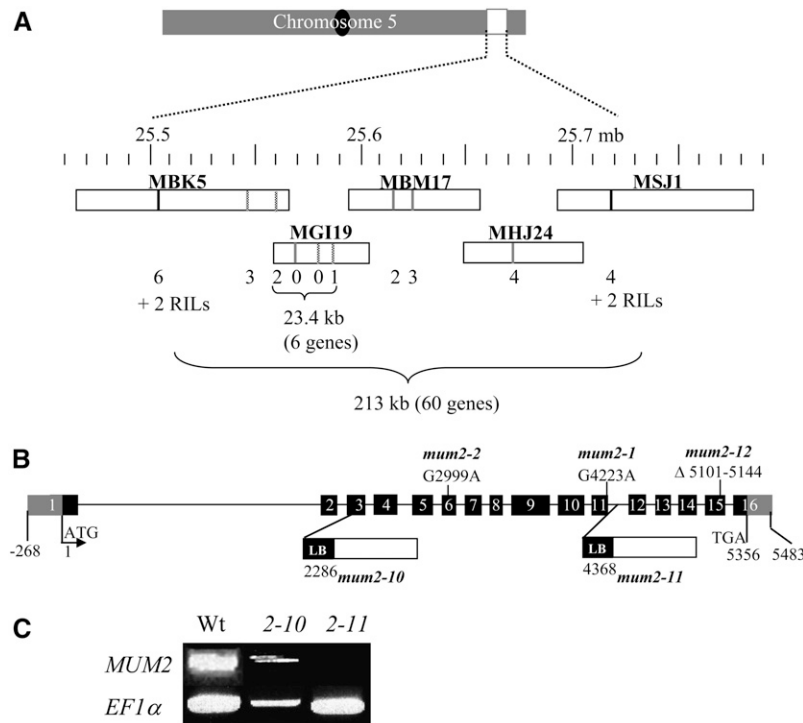 A
Chromosome 5
25.5 25.6 25.7 mb
MBK5 MBM17 MSJ1
MGI19 MHJ24
6 3 2 0 0 1 2 3 4 4
+ 2 RILs + 2 RILs
23.4 kb
(6 genes)
213 kb (60 genes)
B
mum2-2 mum2-1 mum2-12
G2999A G4223A Δ 5101-5144
1 2 3 4 5 6 7 8 9 10 11 12 13 14 15 16
ATG TGA
-268 1 LB LB 5356 5483
2286 mum2-10 4368 mum2-11
C
Wt 2-10 2-11
MUM2
EF1α